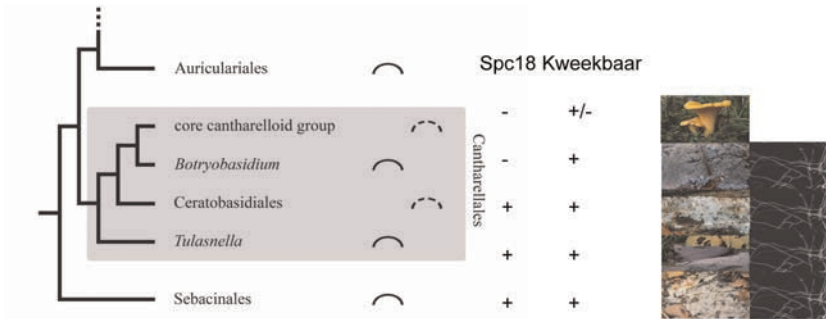 Auriculariales
Spc18 Kweekbaar
core cantharelloid group - +/-
Botryobasidium - +
Ceratobasidiales + +
Tulasnella + +
Sebacinales + +
Cantharellales